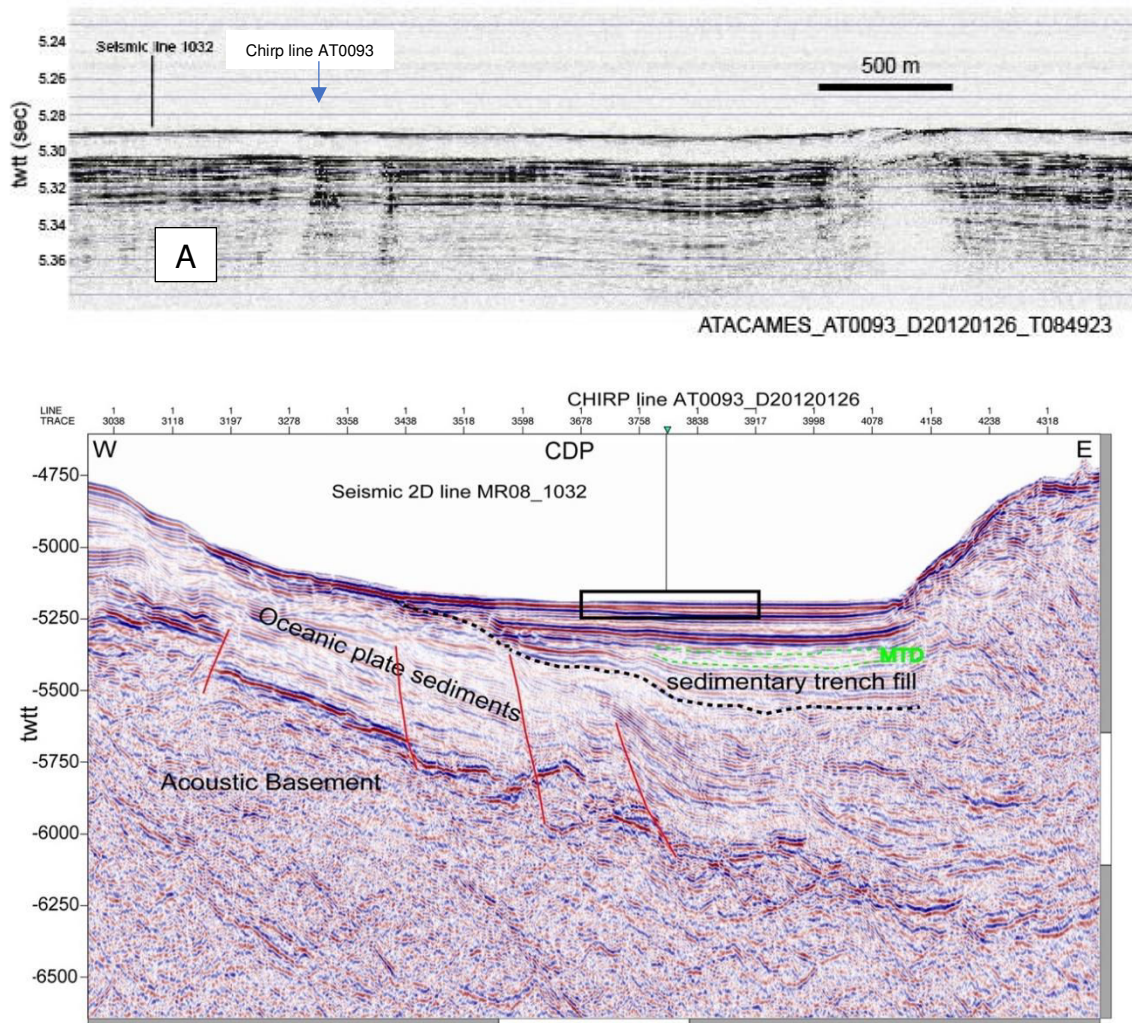 Seismic line 1032
Chirp line AT0093
500 m
twtt (sec)
5.24
5.26
5.28
5.30
5.32
5.34
5.36
A
ATACAMES_AT0093_D20120126_T084923
CHIRP line AT0093_D20120126
LINE 1 1 1 1 1 1 1 1 1 1 1 1 1 1 1 1 1
TRACE 3038 3118 3197 3278 3358 3438 3518 3598 3678 3758 3838 3917 3998 4078 4158 4238 4318
W CDP E
Seismic 2D line MR08_1032
twtt
-4750
-5000
-5250
-5500
-5750
-6000
-6250
-6500
Oceanic plate sediments
MTD
sedimentary trench fill
Acoustic Basement